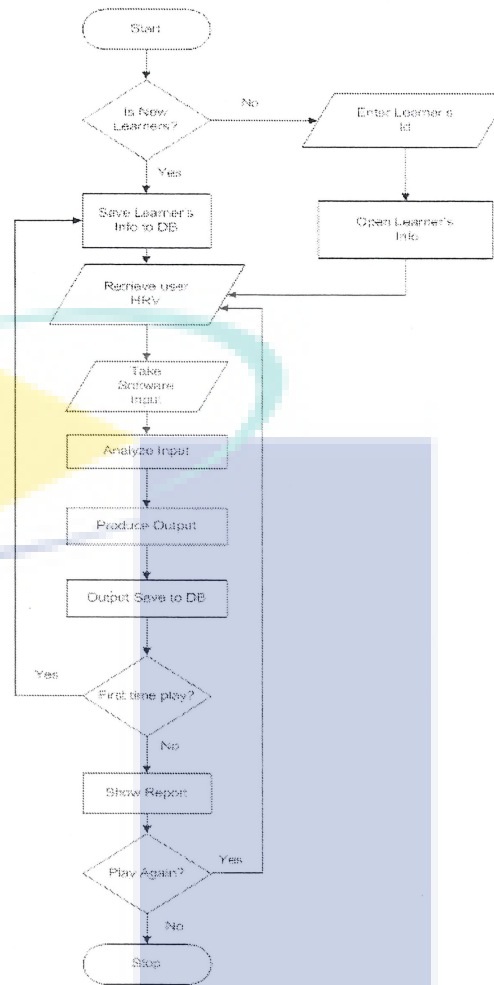 Start
Is New
Learners?
No
Enter Learner's
Id
Yes
Save Learner's
Info to DB
Open Learner's
Info
Retrieve user
HRV
Take
Software
Input
Analyze Input
Produce Output
Output Save to DB
Yes
First time play?
No
Show Report
Play Again?
Yes
No
Stop